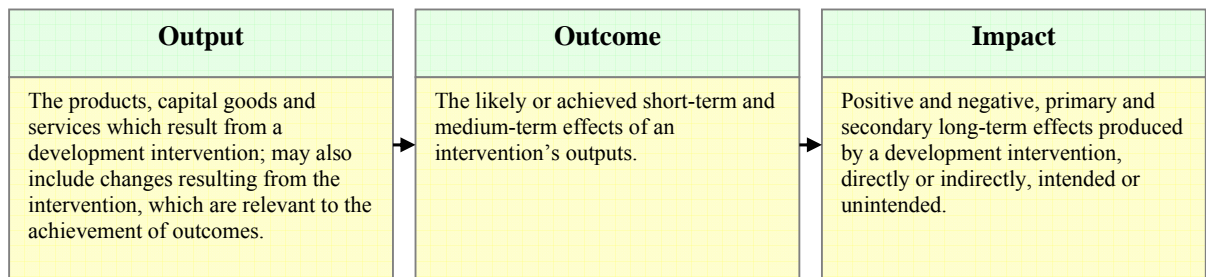 Output
The products, capital goods and
services which result from a
development intervention; may also
include changes resulting from the
intervention, which are relevant to the
achievement of outcomes.
Outcome
The likely or achieved short-term and
medium-term effects of an
intervention’s outputs.
Impact
Positive and negative, primary and
secondary long-term effects produced
by a development intervention,
directly or indirectly, intended or
unintended.